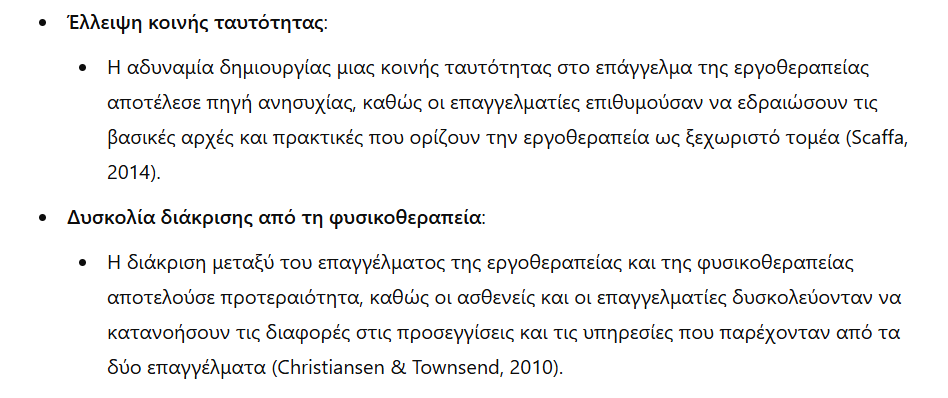 • Έλλειψη κοινής ταυτότητας:
• Η αδυναμία δημιουργίας μιας κοινής ταυτότητας στο επάγγελμα της εργοθεραπείας
αποτέλεσε πηγή ανησυχίας, καθώς οι επαγγελματίες επιθυμούσαν να εδραιώσουν τις
βασικές αρχές και πρακτικές που ορίζουν την εργοθεραπεία ως ξεχωριστό τομέα (Scaffa,
2014).
• Δυσκολία διάκρισης από τη φυσικοθεραπεία:
• Η διάκριση μεταξύ του επαγγέλματος της εργοθεραπείας και της φυσικοθεραπείας
αποτελούσε προτεραιότητα, καθώς οι ασθενείς και οι επαγγελματίες δυσκολεύονταν να
κατανοήσουν τις διαφορές στις προσεγγίσεις και τις υπηρεσίες που παρέχονταν από τα
δύο επαγγέλματα (Christiansen & Townsend, 2010).